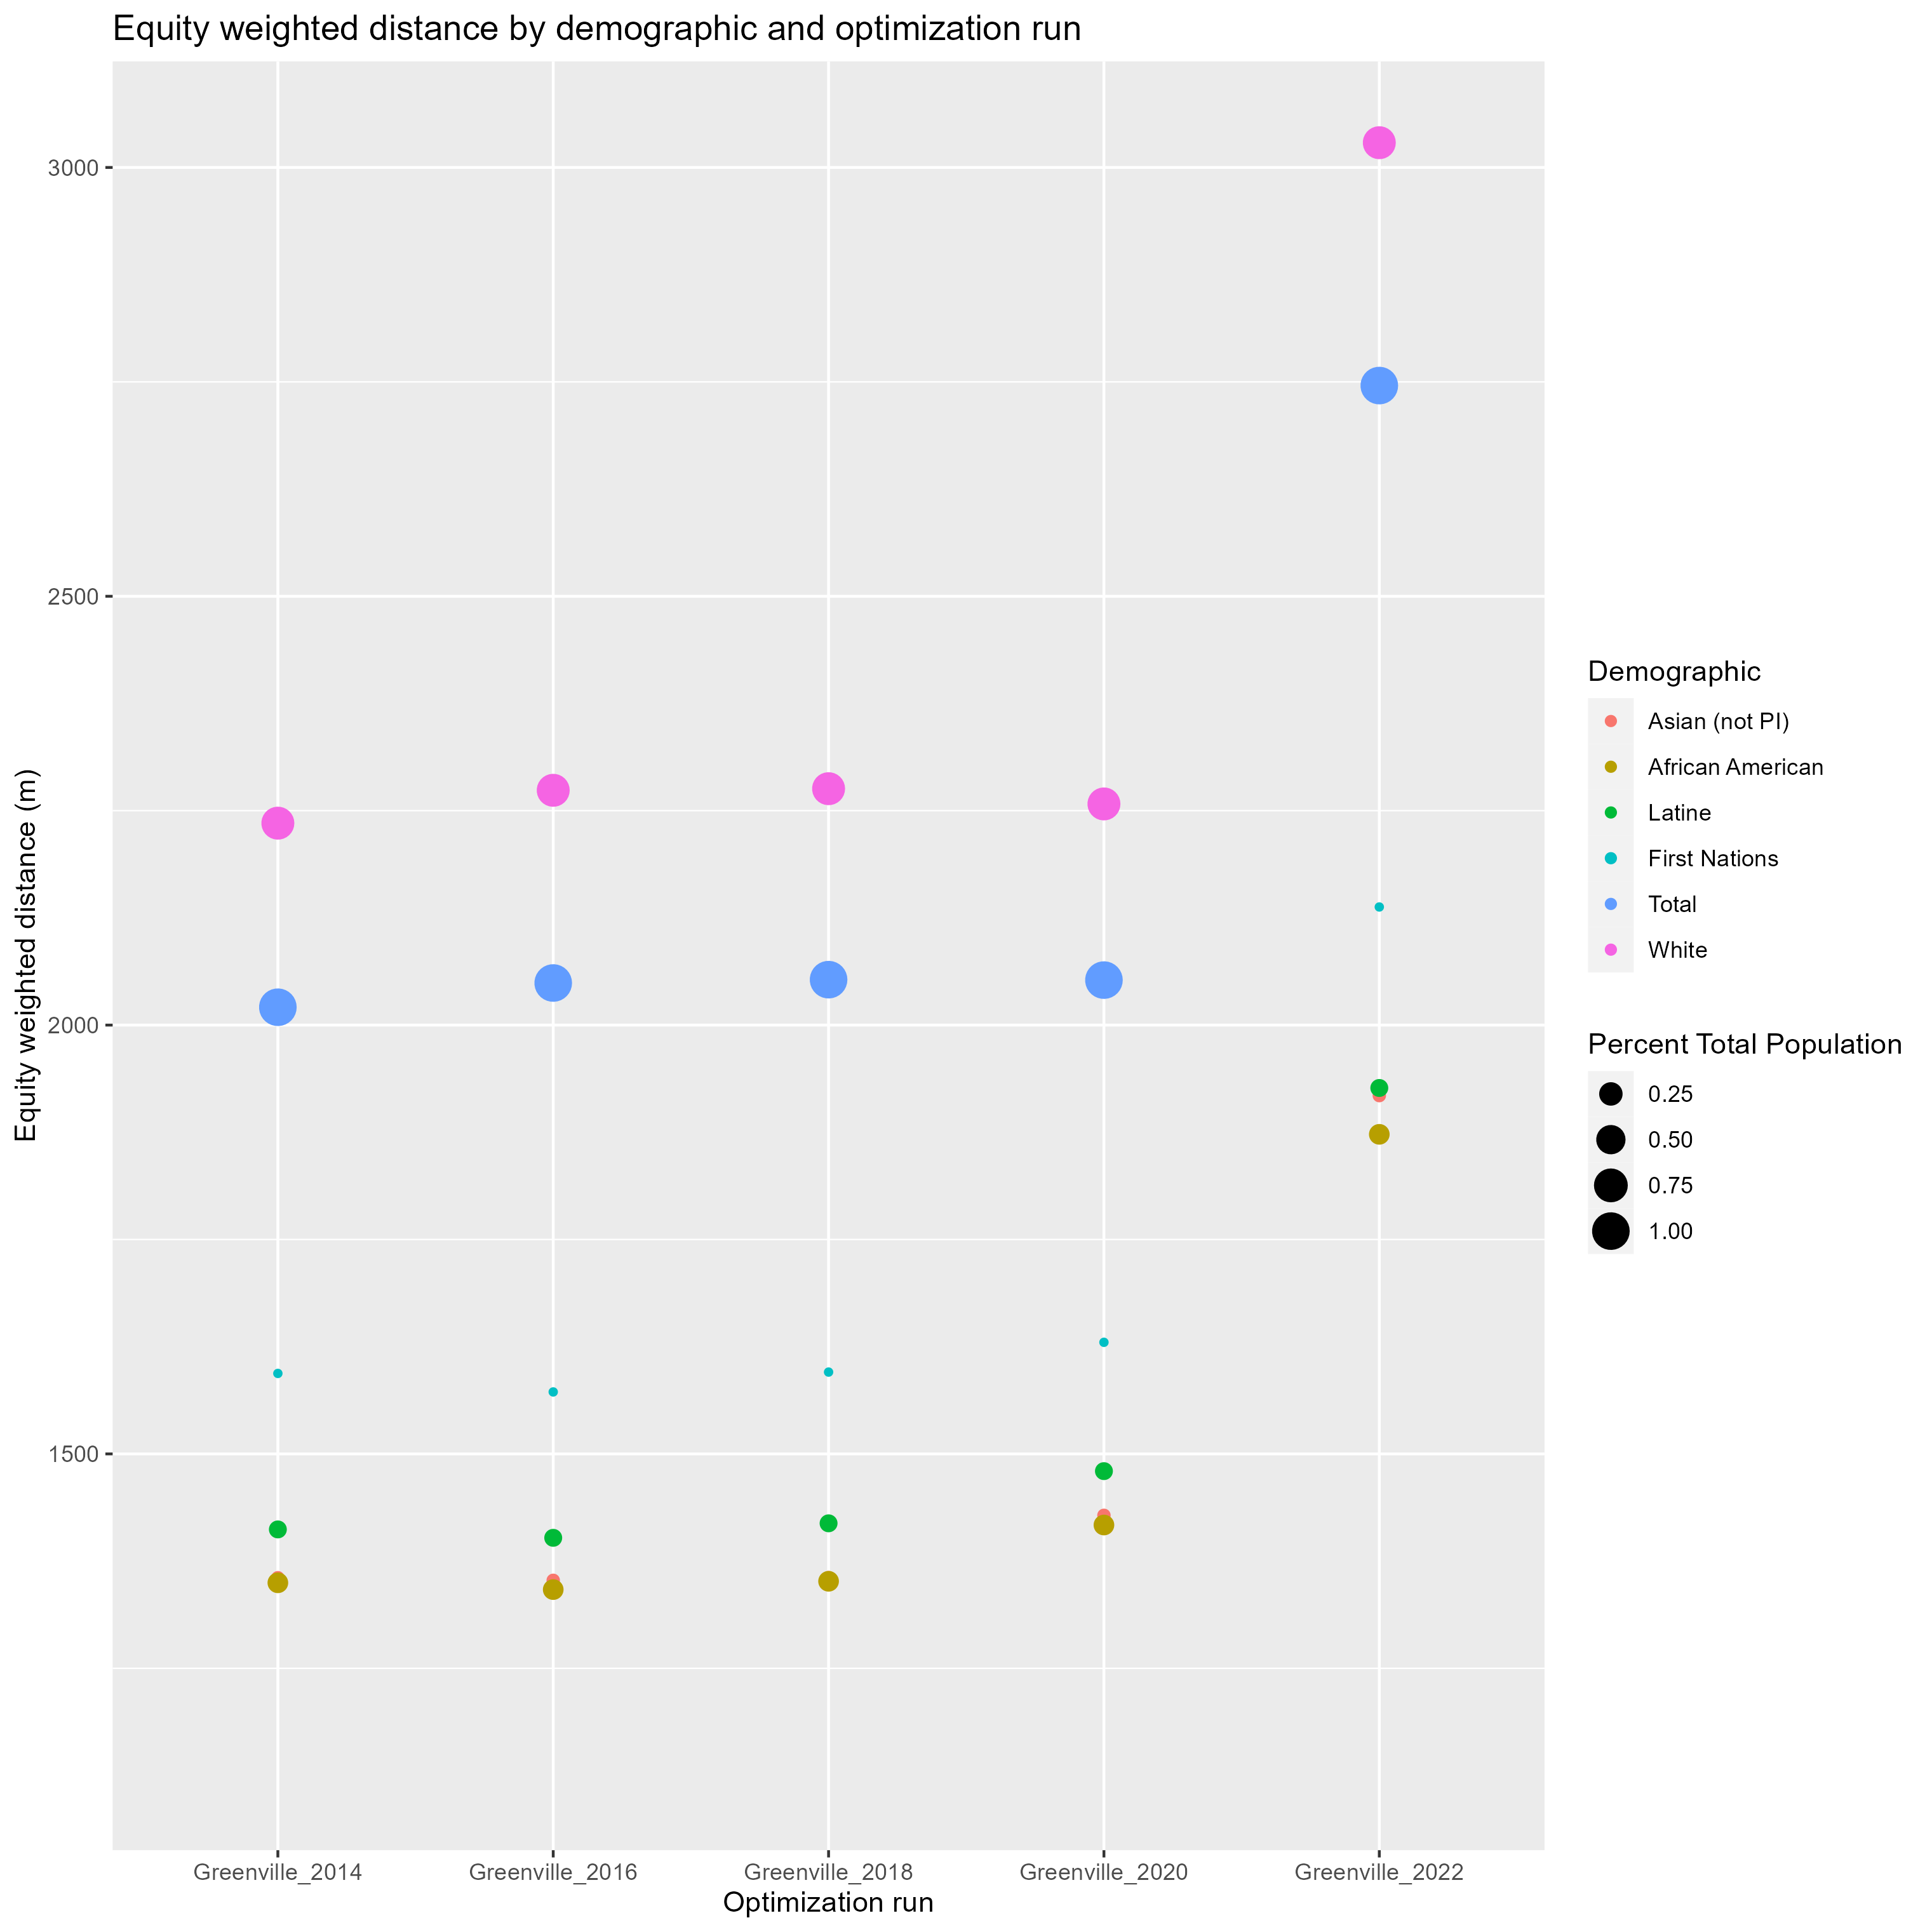 Equity weighted distance by demographic and optimization run
Equity weighted distance (m)
3000
2500
2000
1500
Greenville_2014
Greenville_2016
Greenville_2018
Greenville_2020
Greenville_2022
Optimization run
Demographic
Asian (not PI)
African American
Latine
First Nations
Total
White
Percent Total Population
0.25
0.50
0.75
1.00